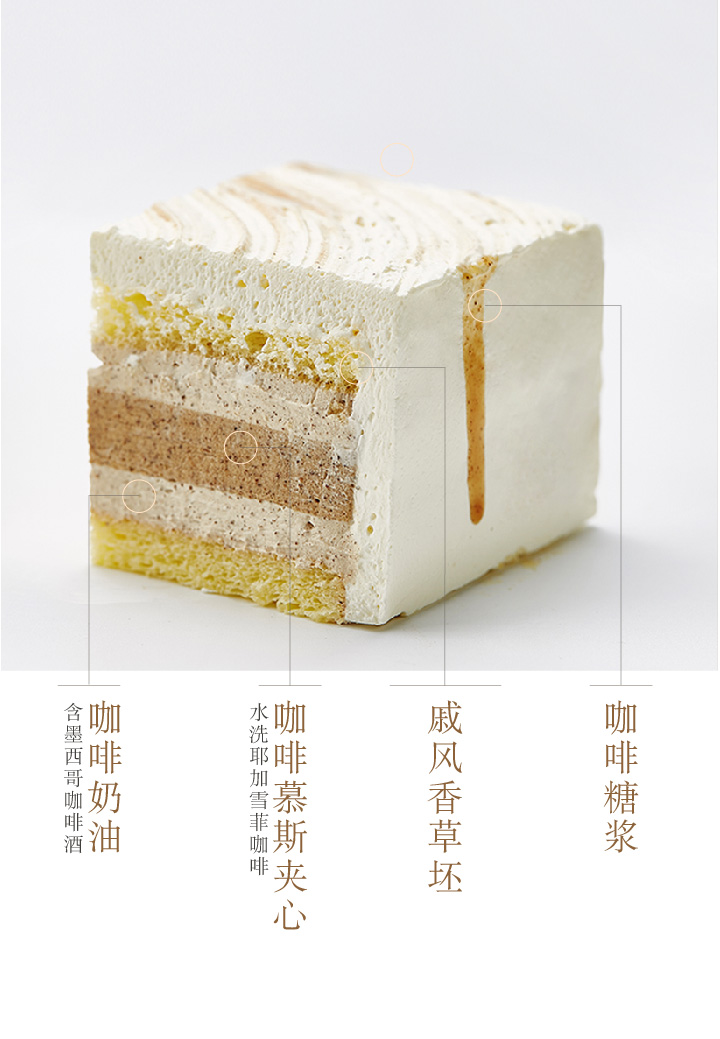 咖啡奶油
含墨西哥咖啡酒
咖啡慕斯夹心
水洗耶加雪菲咖啡
戚风香草坯
咖啡糖浆